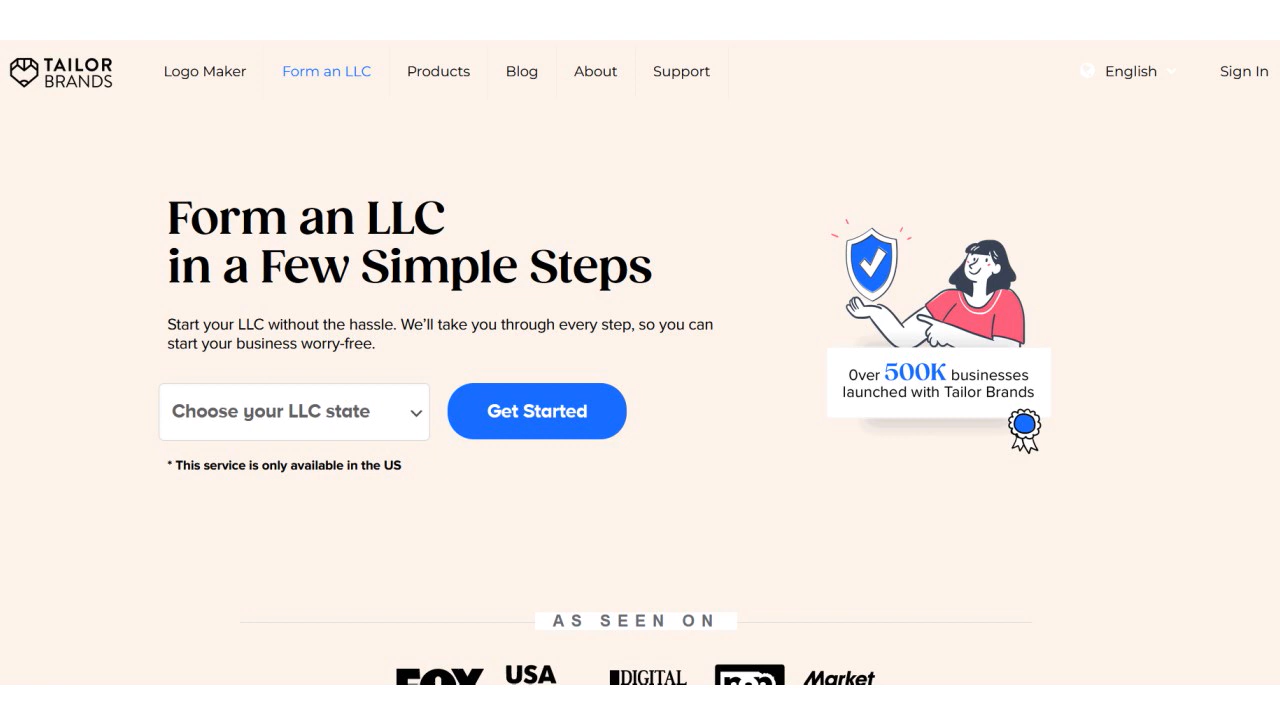 TAILOR
BRANDS
Logo Maker
Form an LLC
Products
Blog
About
Support
English
Sign In
Form an LLC
in a Few Simple Steps
Start your LLC without the hassle. We’ll take you through every step, so you can
start your business worry-free.
Choose your LLC state
Get Started
* This service is only available in the US
Over 500K businesses
launched with Tailor Brands
AS SEEN ON
FOX
USA
DIGITAL
Market